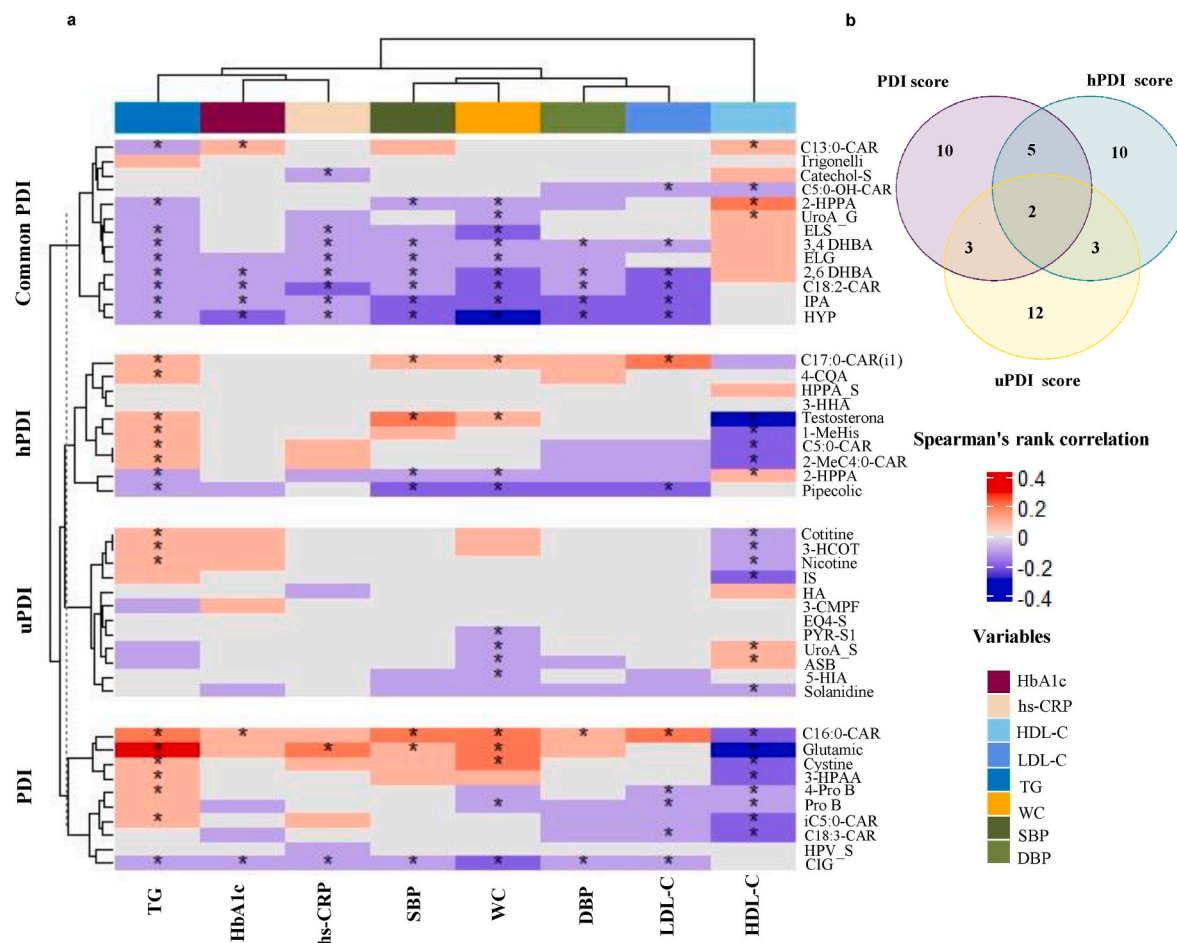 a
b
PDI score
hPDI score
10
5
10
2
3
3
12
uPDI score
Common PDI
C13:0-CAR
Trigonelli
Catechol-S
C5:0-OH-CAR
2-HPPA
UroA_G
ELS
3,4 DHBA
ELG
2,6 DHBA
C18:2-CAR
IPA
HYP
hPDI
C17:0-CAR(i1)
4-CQA
HPPA_S
3-HHA
Testosterona
1-MeHis
C5:0-CAR
2-MeC4:0-CAR
2-HPPA
Pipecolic
uPDI
Cotitine
3-HCOT
Nicotine
IS
HA
3-CMPF
EQ4-S
PYR-S1
UroA_S
ASB
5-HIA
Solanidine
PDI
C16:0-CAR
Glutamic
Cystine
3-HPAA
4-Pro B
Pro B
iC5:0-CAR
C18:3-CAR
HPV_S
CIG
TG
HbA1c
hs-CRP
SBP
WC
DBP
LDL-C
HDL-C
Spearman's rank correlation
0.4
0.2
0
-0.2
-0.4
Variables
HbA1c
hs-CRP
HDL-C
LDL-C
TG
WC
SBP
DBP